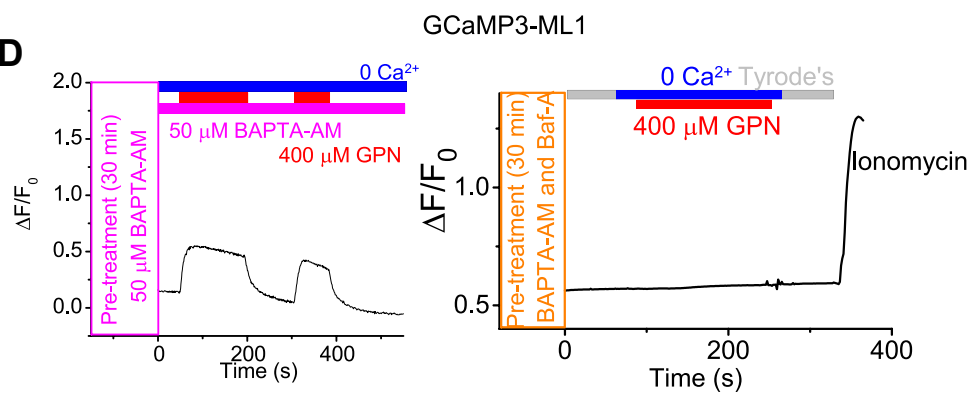 GCaMP3-ML1
D
0 Ca²⁺
50 μM BAPTA-AM
400 μM GPN
Pre-treatment (30 min)
50 μM BAPTA-AM
ΔF/F₀
2.0
1.5
1.0
0.5
0.0
0 200 400
Time (s)
0 Ca²⁺ Tyrode's
400 μM GPN
Pre-treatment (30 min)
BAPTA-AM and Baf-A
Ionomycin
ΔF/F₀
1.0
0.5
0 200 400
Time (s)